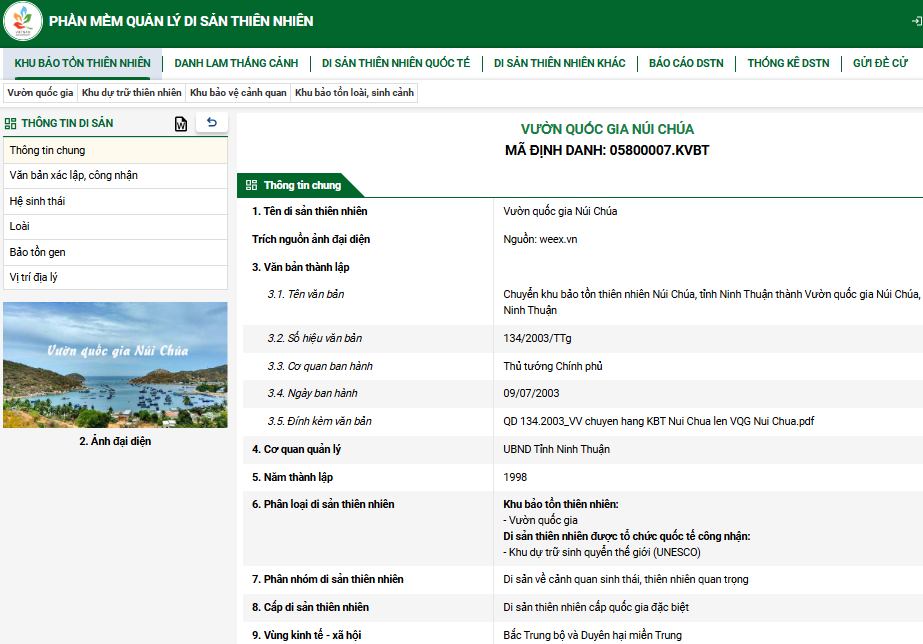 PHẦN MÈM QUẢN LÝ DI SẢN THIÊN NHIÊN
KHU BẢO TỒN THIÊN NHIÊN
DANH LAM THẮNG CẢNH
DI SẢN THIÊN NHIÊN QUỐC TẾ
DI SẢN THIÊN NHIÊN KHÁC
BÁO CÁO DSTN
THỐNG KÊ DSTN
GỬI ĐỀ CỬ
Vườn quốc gia
Khu dự trữ thiên nhiên
Khu bảo vệ cảnh quan
Khu bảo tồn loài, sinh cảnh
THÔNG TIN DI SẢN
Thông tin chung
Văn bản xác lập, công nhận
Hệ sinh thái
Loài
Bảo tồn gen
Vị trí địa lý
Vườn quốc gia Núi Chúa
2. Ảnh đại diện
VƯỜN QUỐC GIA NÚI CHÚA
MÃ ĐỊNH DANH: 05800007.KVBT
Thông tin chung
1. Tên di sản thiên nhiên
Vườn quốc gia Núi Chúa
Trích nguồn ảnh đại diện
Nguồn: weex.vn
3. Văn bản thành lập
3.1. Tên văn bản
Chuyển khu bảo tồn thiên nhiên Núi Chúa, tỉnh Ninh Thuận thành Vườn quốc gia Núi Chúa,
Ninh Thuận
3.2. Số hiệu văn bản
134/2003/TTg
3.3. Cơ quan ban hành
Thủ tướng Chính phủ
3.4. Ngày ban hành
09/07/2003
3.5. Đính kèm văn bản
QD 134.2003_VV chuyen hang KBT Nui Chua len VQG Nui Chua.pdf
4. Cơ quan quản lý
UBND Tỉnh Ninh Thuận
5. Năm thành lập
1998
6. Phân loại di sản thiên nhiên
Khu bảo tồn thiên nhiên:
- Vườn quốc gia
Di sản thiên nhiên được tổ chức quốc tế công nhận:
- Khu dự trữ sinh quyển thế giới (UNESCO)
7. Phân nhóm di sản thiên nhiên
Di sản về cảnh quan sinh thái, thiên nhiên quan trọng
8. Cấp di sản thiên nhiên
Di sản thiên nhiên cấp quốc gia đặc biệt
9. Vùng kinh tế - xã hội
Bắc Trung bộ và Duyên hải miền Trung